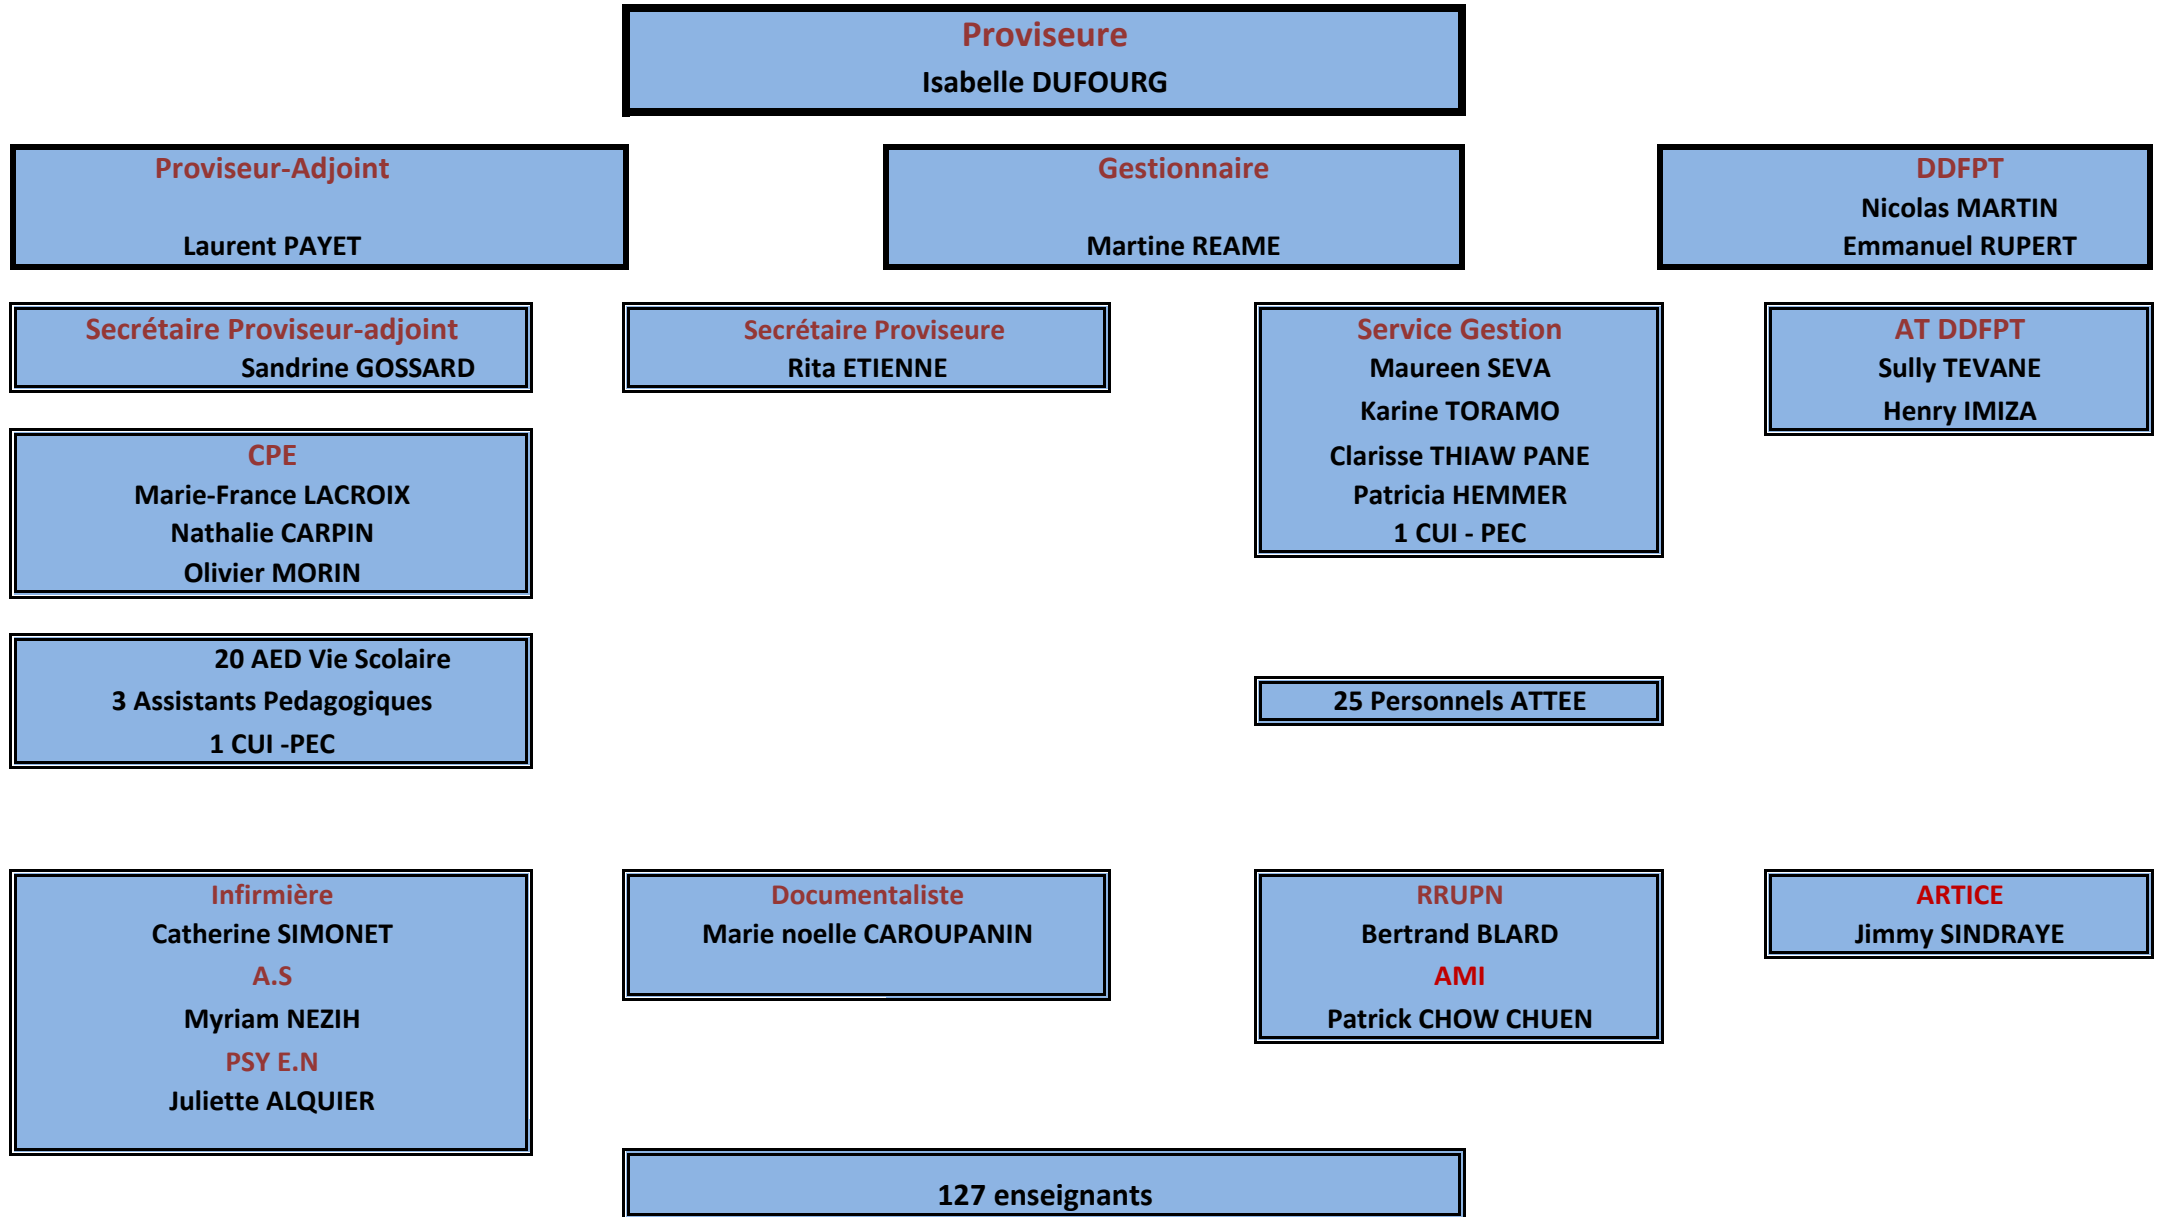 Proviseure
Isabelle DUFOURG
Proviseur-Adjoint
Laurent PAYET
Gestionnaire
Martine REAME
DDFPT
Nicolas MARTIN
Emmanuel RUPERT
Secrétaire Proviseur-adjoint
Sandrine GOSSARD
Secrétaire Proviseure
Rita ETIENNE
Service Gestion
Maureen SEVA
Karine TORAMO
Clarisse THIAW PANE
Patricia HEMMER
1 CUI - PEC
AT DDFPT
Sully TEVANE
Henry IMIZA
CPE
Marie-France LACROIX
Nathalie CARPIN
Olivier MORIN
20 AED Vie Scolaire
3 Assistants Pedagogiques
1 CUI -PEC
25 Personnels ATTEE
Infirmière
Catherine SIMONET
A.S
Myriam NEZIH
PSY E.N
Juliette ALQUIER
Documentaliste
Marie noelle CAROUPANIN
RRUPN
Bertrand BLARD
AMI
Patrick CHOW CHUEN
ARTICE
Jimmy SINDRAYE
127 enseignants